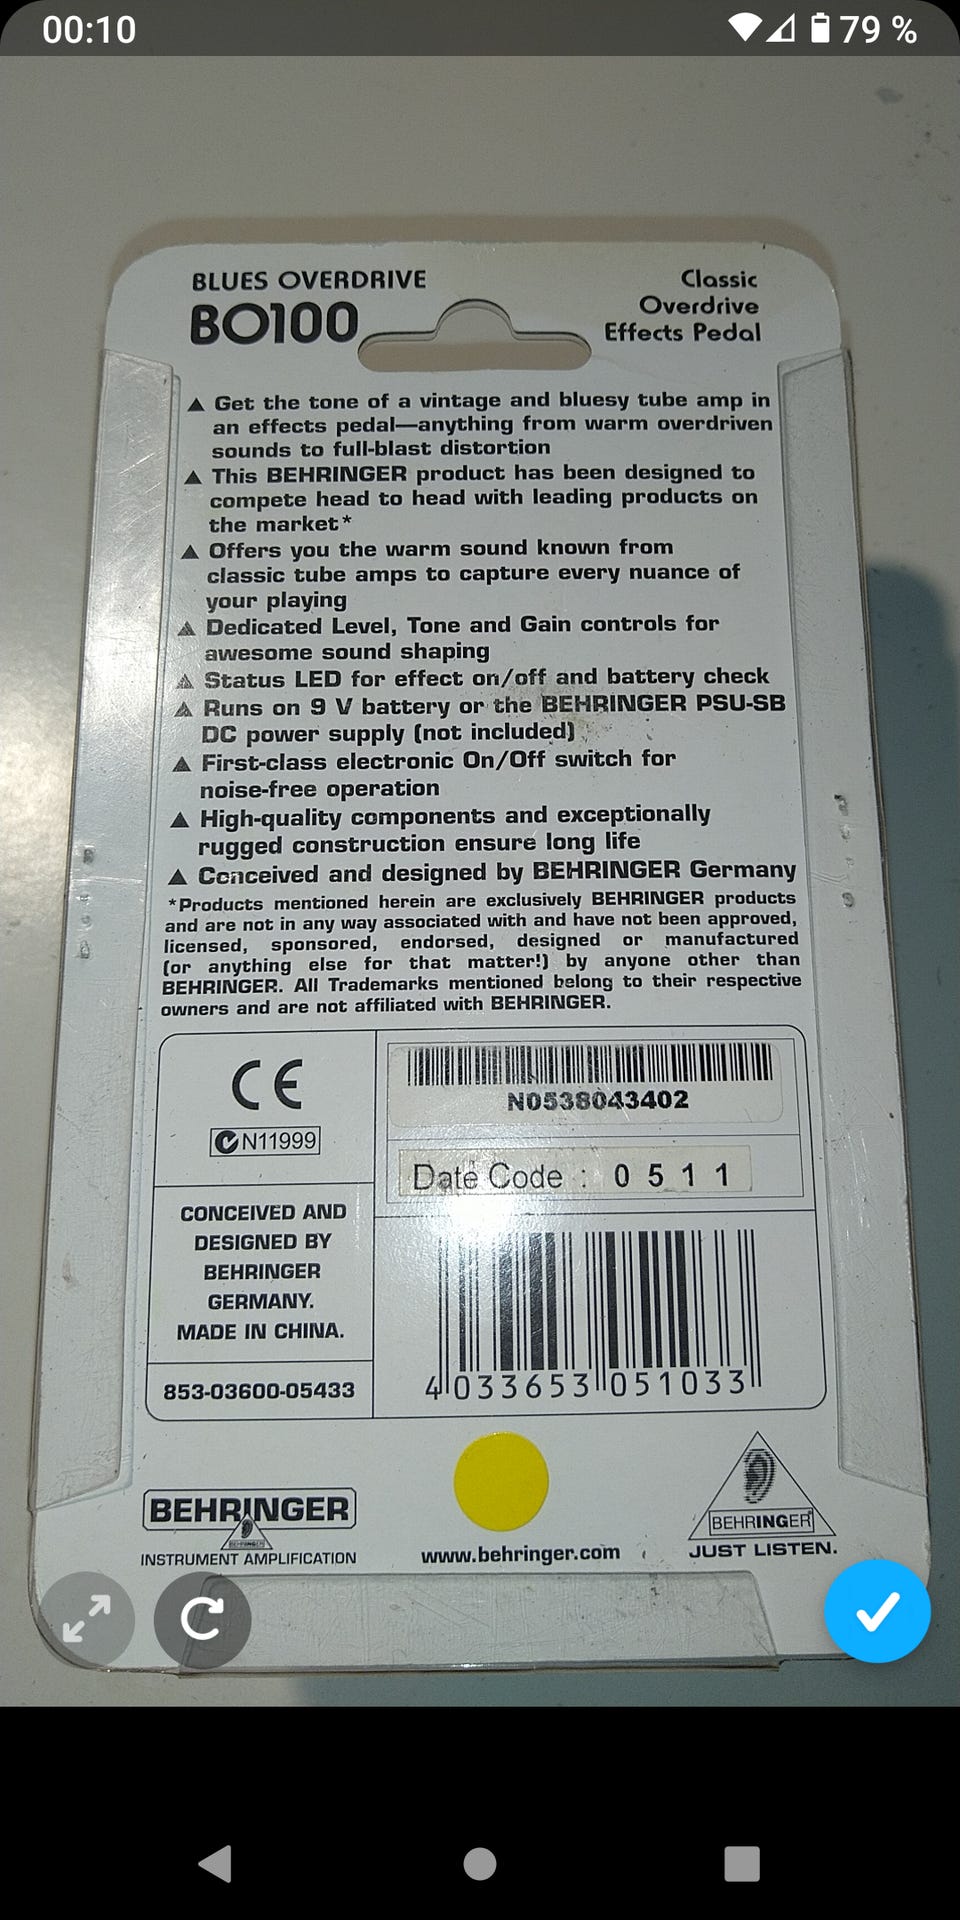 00:10
79 %
BLUES OVERDRIVE
BO100
Classic
Overdrive
Effects Pedal
▲ Get the tone of a vintage and bluesy tube amp in
an effects pedal—anything from warm overdriven
sounds to full-blast distortion
▲ This BEHRINGER product has been designed to
compete head to head with leading products on
the market*
▲ Offers you the warm sound known from
classic tube amps to capture every nuance of
your playing
▲ Dedicated Level, Tone and Gain controls for
awesome sound shaping
▲ Status LED for effect on/off and battery check
▲ Runs on 9 V battery or the BEHRINGER PSU-SB
DC power supply (not included)
▲ First-class electronic On/Off switch for
noise-free operation
▲ High-quality components and exceptionally
rugged construction ensure long life
▲ Conceived and designed by BEHRINGER Germany
*Products mentioned herein are exclusively BEHRINGER products
and are not in any way associated with and have not been approved,
licensed, sponsored, endorsed, designed or manufactured
(or anything else for that matter!) by anyone other than
BEHRINGER. All Trademarks mentioned belong to their respective
owners and are not affiliated with BEHRINGER.
CE
N11999
N0538043402
Date Code : 0 5 1 1
CONCEIVED AND
DESIGNED BY
BEHRINGER
GERMANY.
MADE IN CHINA.
853-03600-05433
4 033653 051033
BEHRINGER
BEHRINGER
INSTRUMENT AMPLIFICATION
www.behringer.com
BEHRINGER
JUST LISTEN.